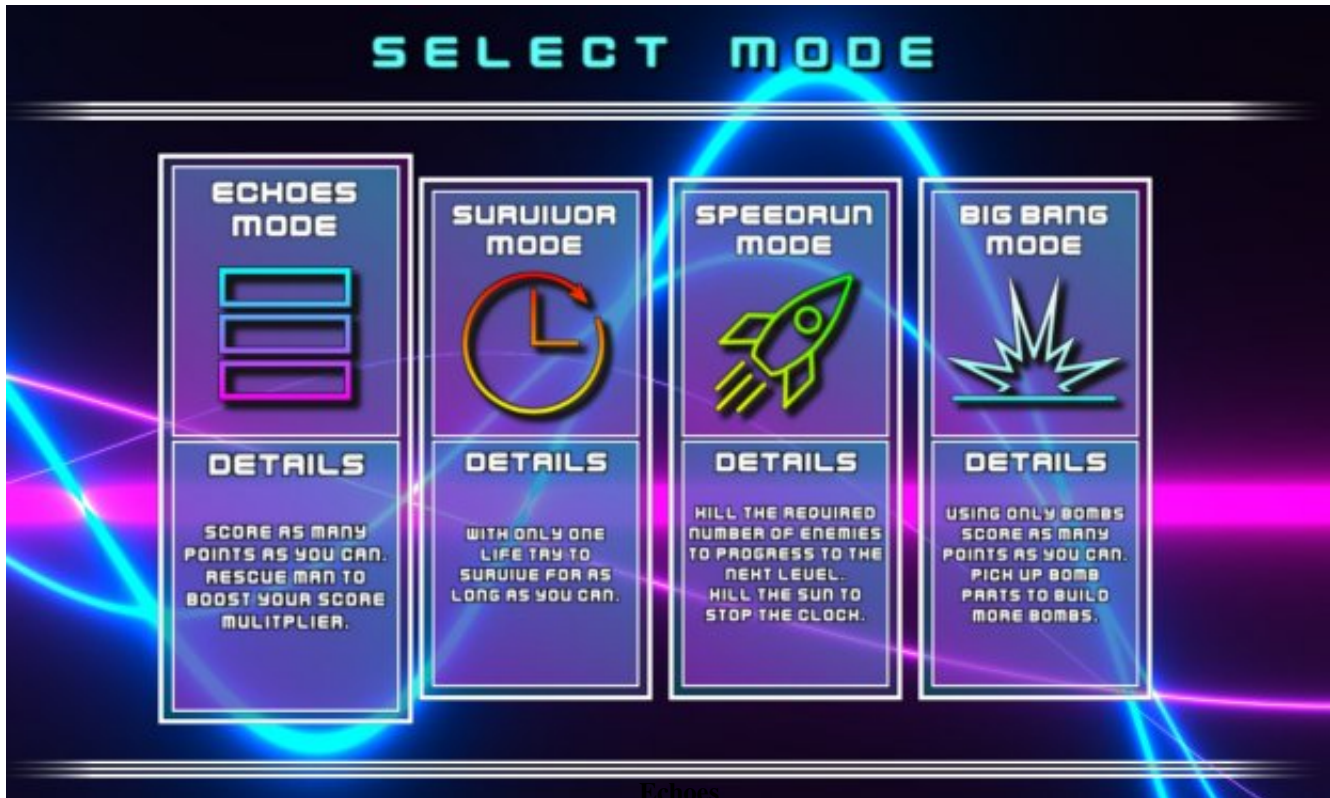 SELECT MODE
ECHOES
MODE
DETAILS
SCORE AS MANY
POINTS AS YOU CAN.
RESCUE MAN TO
BOOST YOUR SCORE
MULITPLIER.
SURVIVOR
MODE
DETAILS
WITH ONLY ONE
LIFE TRY TO
SURVIVE FOR AS
LONG AS YOU CAN.
SPEEDRUN
MODE
DETAILS
KILL THE REQUIRED
NUMBER OF ENEMIES
TO PROGRESS TO THE
NEXT LEVEL.
KILL THE SUN TO
STOP THE CLOCK.
BIG BANG
MODE
DETAILS
USING ONLY BOMBS
SCORE AS MANY
POINTS AS YOU CAN.
PICK UP BOMB
PARTS TO BUILD
MORE BOMBS.
Echoes